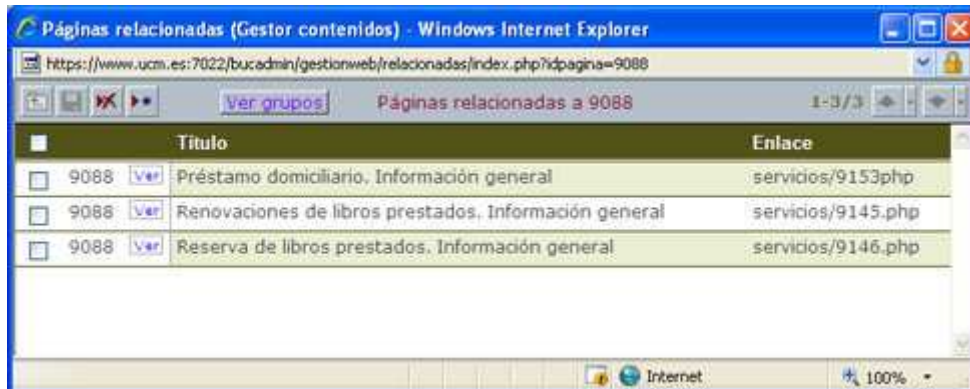 Páginas relacionadas (Gestor contenidos) - Windows Internet Explorer
https://www.ucm.es:7022/bucadmin/gestionweb/relacionadas/index.php?idpagina=9088
Ver grupos Páginas relacionadas a 9088 1-3/3
Título Enlace
9088 Ver Préstamo domiciliario. Información general servicios/9153php
9088 Ver Renovaciones de libros prestados. Información general servicios/9145.php
9088 Ver Reserva de libros prestados. Información general servicios/9146.php
Internet 100%